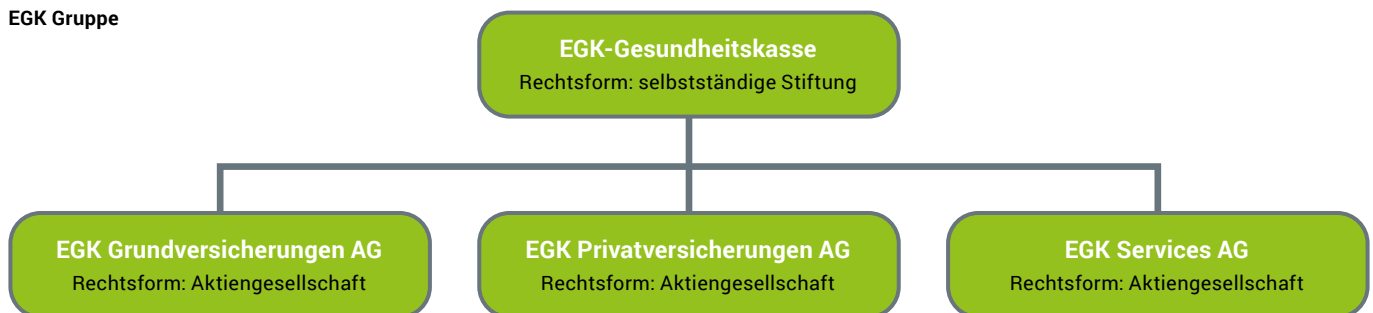 EGK Gruppe
EGK-Gesundheitskasse
Rechtsform: selbstständige Stiftung
EGK Grundversicherungen AG
Rechtsform: Aktiengesellschaft
EGK Privatversicherungen AG
Rechtsform: Aktiengesellschaft
EGK Services AG
Rechtsform: Aktiengesellschaft